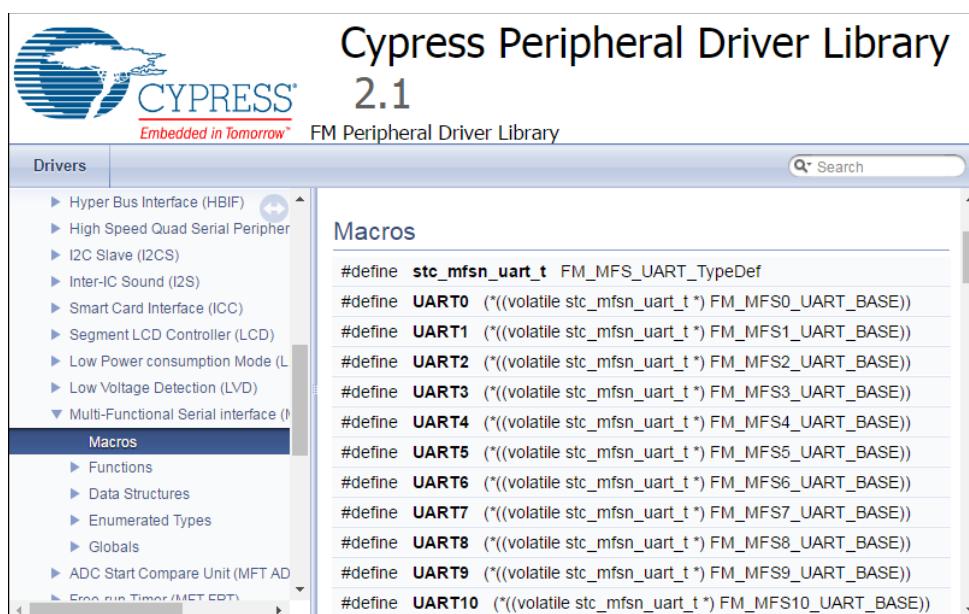 Cypress Peripheral Driver Library
2.1
CYPRESS
Embedded in Tomorrow™
FM Peripheral Driver Library
Drivers
Search
Hyper Bus Interface (HBIF)
High Speed Quad Serial Peripher
I2C Slave (I2CS)
Inter-IC Sound (I2S)
Smart Card Interface (ICC)
Segment LCD Controller (LCD)
Low Power consumption Mode (L
Low Voltage Detection (LVD)
Multi-Functional Serial interface (M
Macros
Functions
Data Structures
Enumerated Types
Globals
ADC Start Compare Unit (MFT AD
Free-run Timer (MFT FRT)
Macros
#define stc_mfsn_uart_t FM_MFS_UART_TypeDef
#define UART0 (*((volatile stc_mfsn_uart_t *) FM_MFS0_UART_BASE))
#define UART1 (*((volatile stc_mfsn_uart_t *) FM_MFS1_UART_BASE))
#define UART2 (*((volatile stc_mfsn_uart_t *) FM_MFS2_UART_BASE))
#define UART3 (*((volatile stc_mfsn_uart_t *) FM_MFS3_UART_BASE))
#define UART4 (*((volatile stc_mfsn_uart_t *) FM_MFS4_UART_BASE))
#define UART5 (*((volatile stc_mfsn_uart_t *) FM_MFS5_UART_BASE))
#define UART6 (*((volatile stc_mfsn_uart_t *) FM_MFS6_UART_BASE))
#define UART7 (*((volatile stc_mfsn_uart_t *) FM_MFS7_UART_BASE))
#define UART8 (*((volatile stc_mfsn_uart_t *) FM_MFS8_UART_BASE))
#define UART9 (*((volatile stc_mfsn_uart_t *) FM_MFS9_UART_BASE))
#define UART10 (*((volatile stc_mfsn_uart_t *) FM_MFS10_UART_BASE))